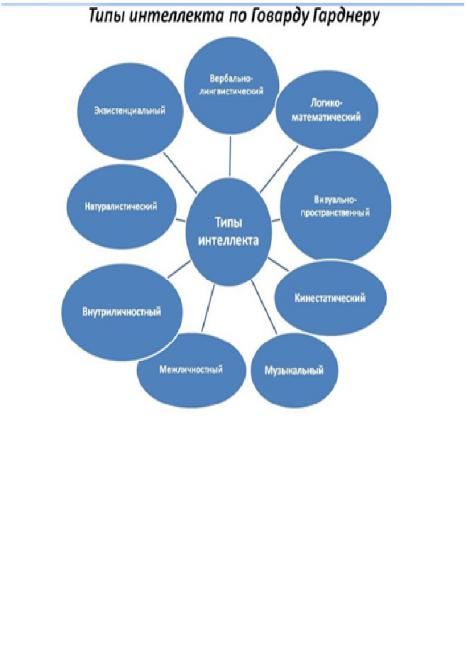 Типы интеллекта по Говарду Гарднеру
Вербально-
лингвистический
Логико-
математический
Визуально-
пространственный
Кинестатический
Музыкальный
Межличностный
Внутриличностный
Натуралистический
Экзистенциальный
Типы
интеллекта